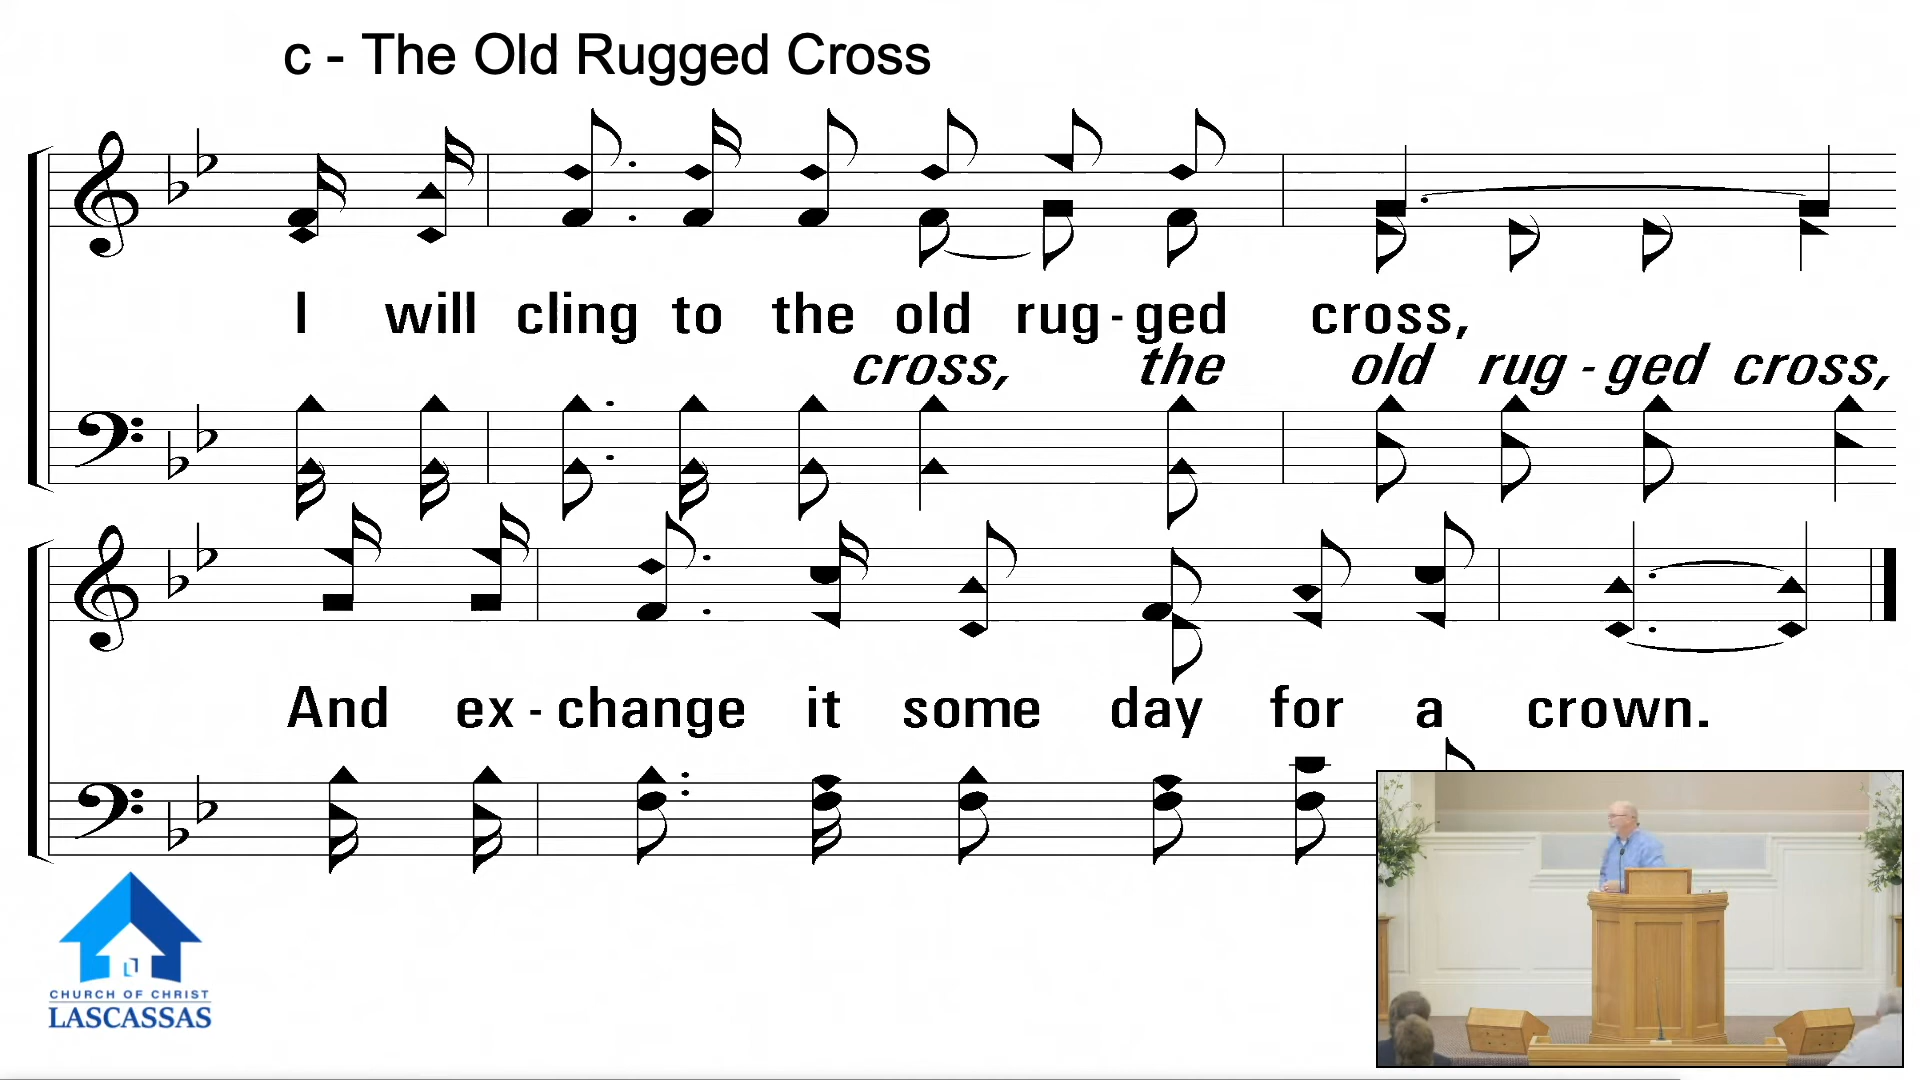 c - The Old Rugged Cross
I will cling to the old rug - ged cross,
cross, the old rug - ged cross,
And ex - change it some day for a crown.
CHURCH OF CHRIST
LASCASSAS